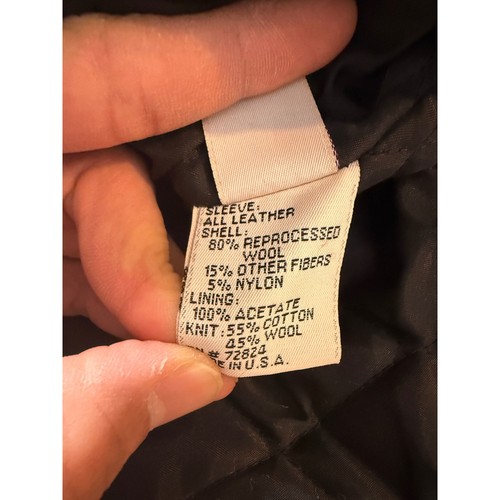 SLEEVE:
ALL LEATHER
SHELL:
80% REPROCESSED
WOOL
15% OTHER FIBERS
5% NYLON
LINING:
100% ACETATE
KNIT: 55% COTTON
45% WOOL
# 72824
IN U.S.A.